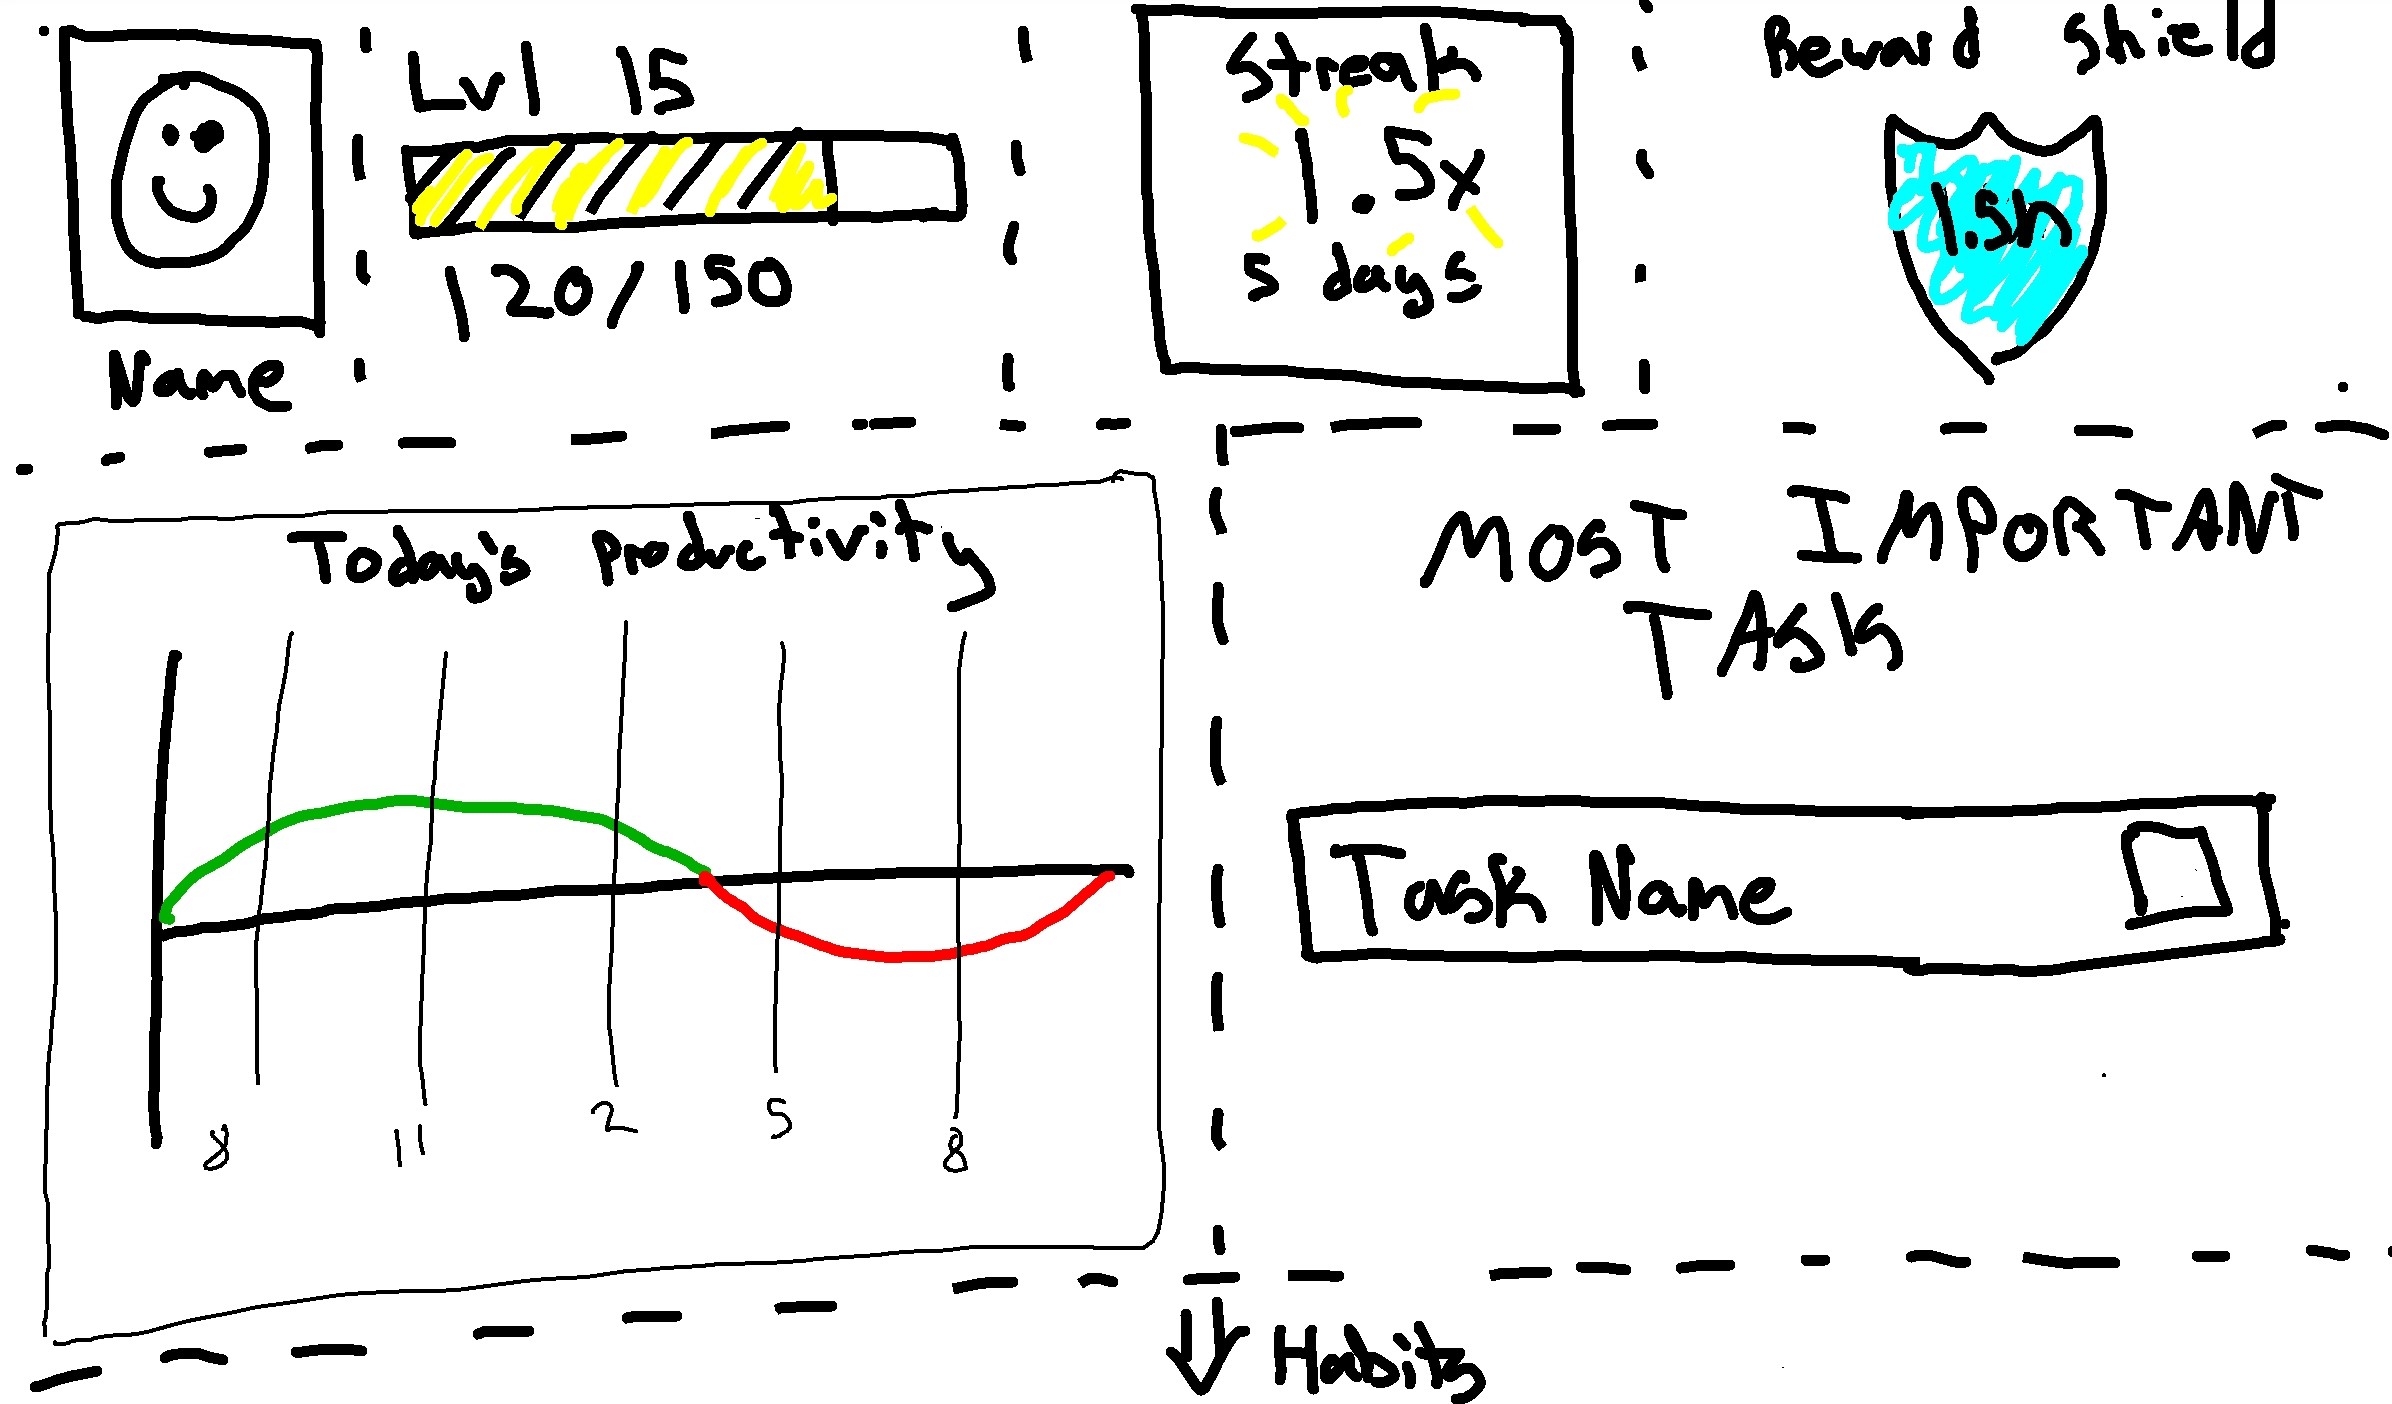 Lvl 15
120/150
Name
Streak
1.5x
5 days
Reward Shield
1.5h
Today's Productivity
8 11 2 5 8
MOST IMPORTANT
TASK
Task Name
Habits